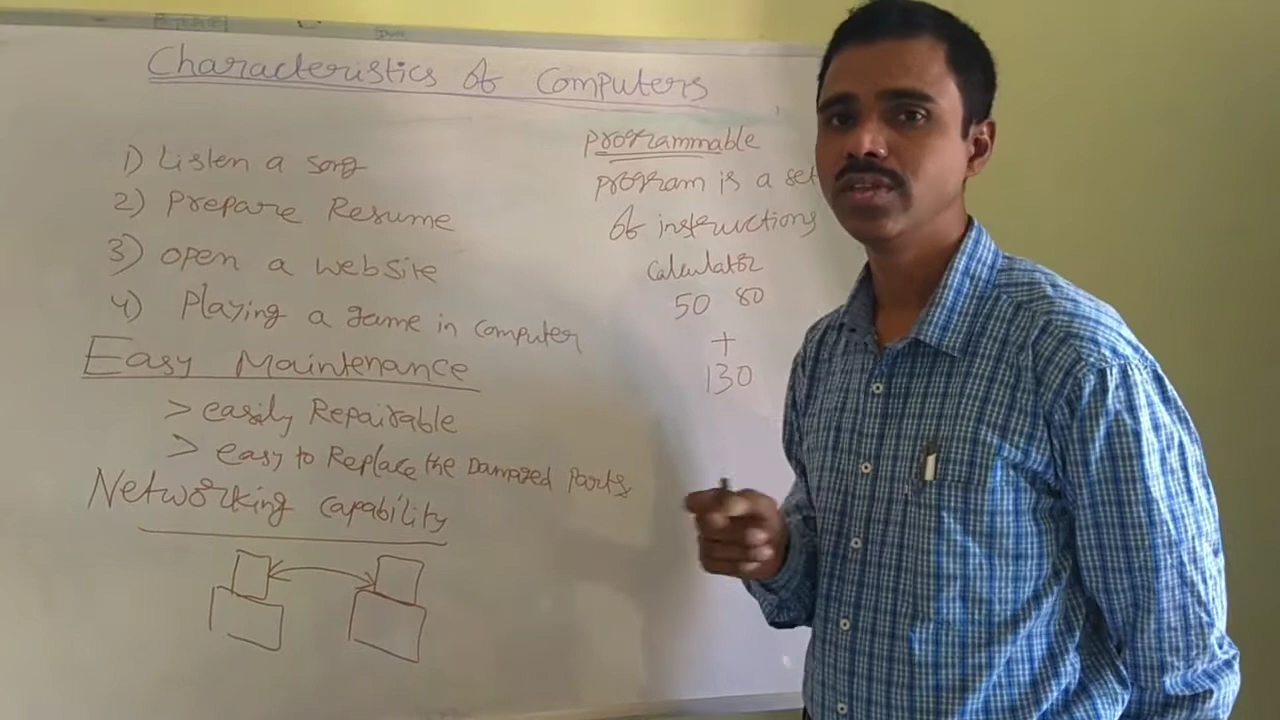 Characteristics of Computers
1) Listen a song
2) Prepare Resume
3) open a website
4) Playing a game in computer
Easy Maintenance
> easily Repairable
> easy to Replace the Damaged Parts
Networking Capability
programmable
program is a set
of instructions
calculator
50 80
+
130